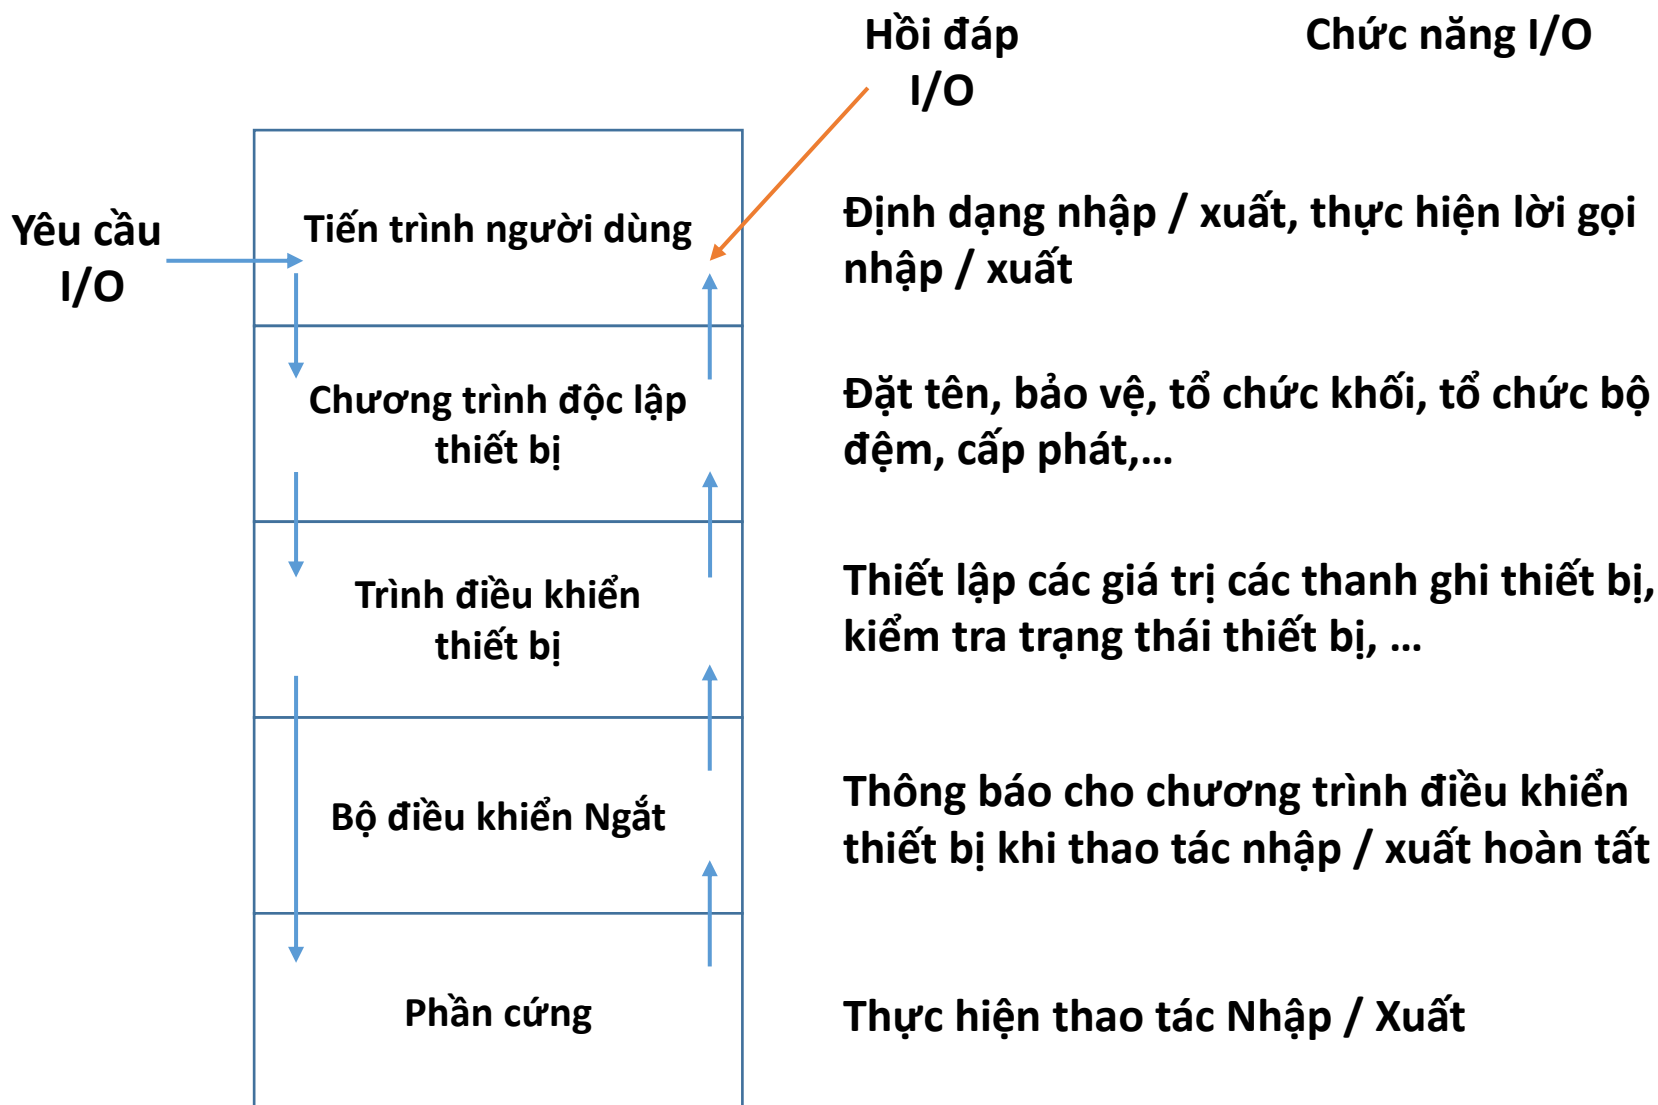 Hồi đáp
I/O
Chức năng I/O
Yêu cầu
I/O
Tiến trình người dùng
Định dạng nhập / xuất, thực hiện lời gọi
nhập / xuất
Chương trình độc lập
thiết bị
Đặt tên, bảo vệ, tổ chức khối, tổ chức bộ
đệm, cấp phát,...
Trình điều khiển
thiết bị
Thiết lập các giá trị các thanh ghi thiết bị,
kiểm tra trạng thái thiết bị, ...
Bộ điều khiển Ngắt
Thông báo cho chương trình điều khiển
thiết bị khi thao tác nhập / xuất hoàn tất
Phần cứng
Thực hiện thao tác Nhập / Xuất